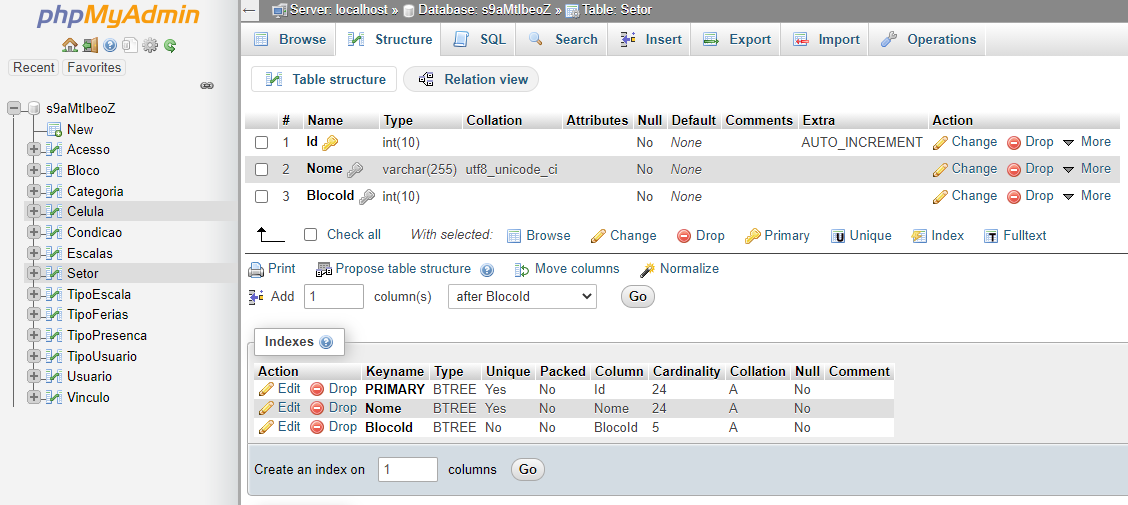 phpMyAdmin
Recent Favorites
s9aMtIbeoZ
New
Acesso
Bloco
Categoria
Celula
Condicao
Escalas
Setor
TipoEscala
TipoFerias
TipoPresenca
TipoUsuario
Usuario
Vinculo
Server: localhost » Database: s9aMtIbeoZ » Table: Setor
Browse Structure SQL Search Insert Export Import Operations
Table structure Relation view
# Name Type Collation Attributes Null Default Comments Extra Action
1 Id int(10) No None AUTO_INCREMENT Change Drop More
2 Nome varchar(255) utf8_unicode_ci No None Change Drop More
3 BlocoId int(10) No None Change Drop More
Check all With selected: Browse Change Drop Primary Unique Index Fulltext
Print Propose table structure Move columns Normalize
Add 1 column(s) after BlocoId Go
Indexes
Action Keyname Type Unique Packed Column Cardinality Collation Null Comment
Edit Drop PRIMARY BTREE Yes No Id 24 A No
Edit Drop Nome BTREE Yes No Nome 24 A No
Edit Drop BlocoId BTREE No No BlocoId 5 A No
Create an index on 1 columns Go